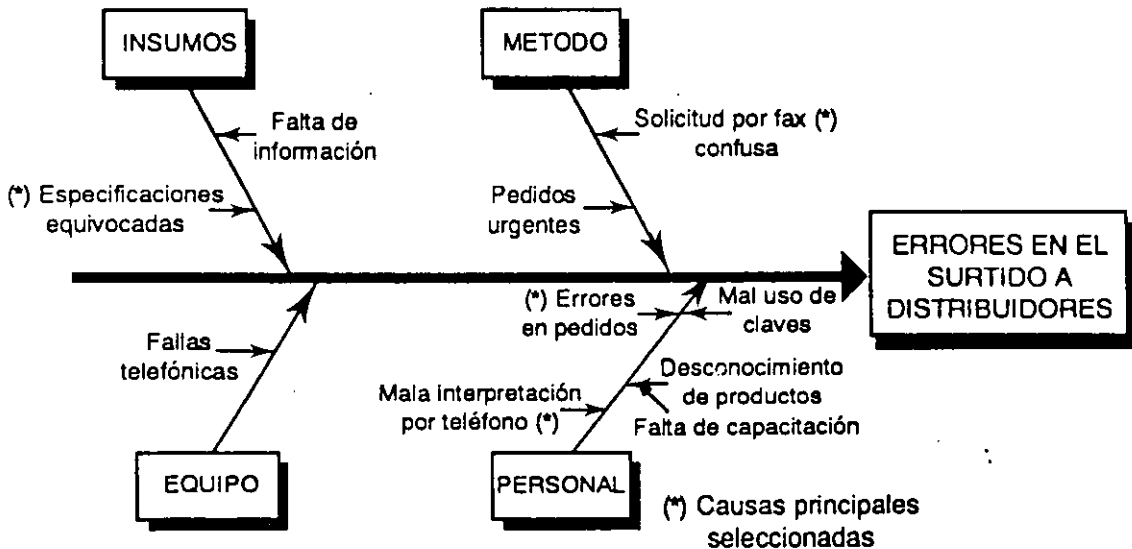 INSUMOS
METODO
Falta de
información
Solicitud por fax (*)
confusa
(*) Especificaciones
equivocadas
Pedidos
urgentes
ERRORES EN EL
SURTIDO A
DISTRIBUIDORES
(*) Errores
en pedidos
Mal uso de
claves
Fallas
telefónicas
Desconocimiento
de productos
Mala interpretación
por teléfono (*)
Falta de capacitación
EQUIPO
PERSONAL
(*) Causas principales
seleccionadas